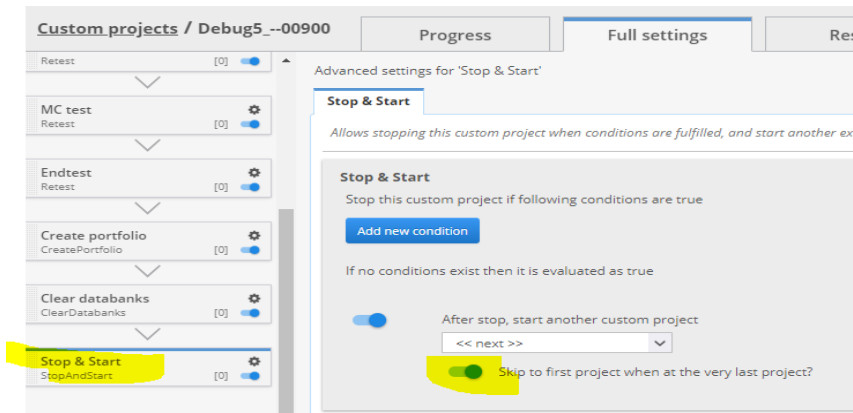 Custom projects / Debug5_--00900
Progress
Full settings
Res
Retest [0]
MC test
Retest [0]
Endtest
Retest [0]
Create portfolio
CreatePortfolio [0]
Clear databanks
ClearDatabanks [0]
Stop & Start
StopAndStart [0]
Advanced settings for 'Stop & Start'
Stop & Start
Allows stopping this custom project when conditions are fulfilled, and start another ex
Stop & Start
Stop this custom project if following conditions are true
Add new condition
If no conditions exist then it is evaluated as true
After stop, start another custom project
<< next >>
Skip to first project when at the very last project?